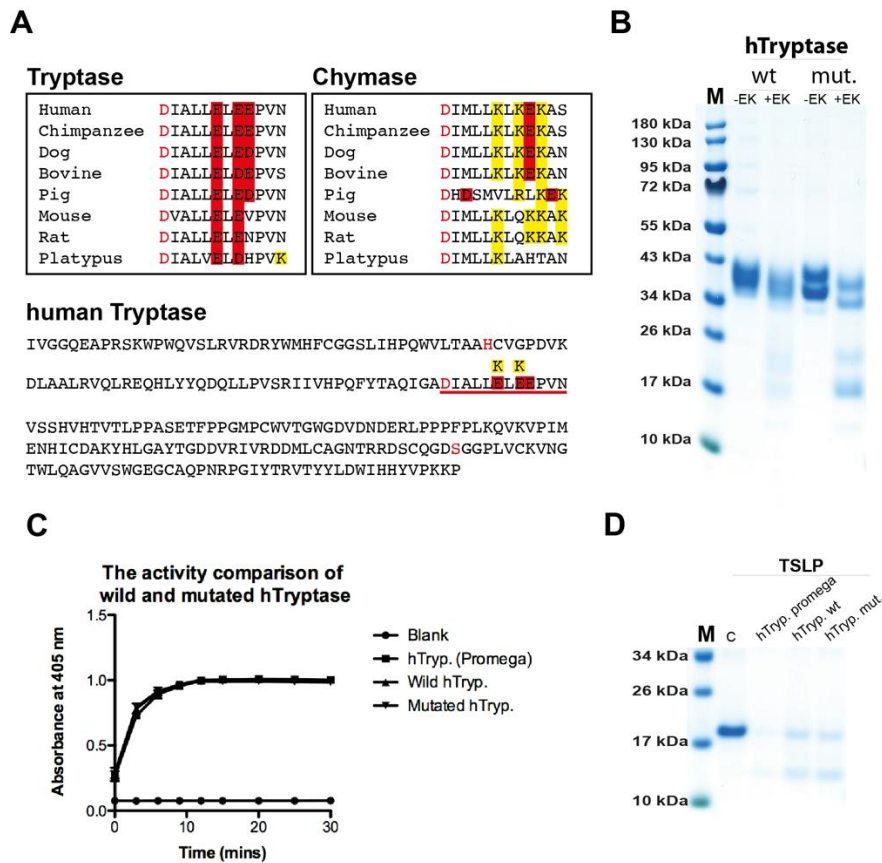 A
Tryptase
Human DIALLELEEPVN
Chimpanzee DIALLELEEPVN
Dog DIALLELEDPVN
Bovine DIALLELEEPVS
Pig DIALLELEDPVN
Mouse DVALLELEVPVN
Rat DIALLELENPVN
Platypus DIALVELDHPVK
Chymase
Human DIMLLKLKEKAS
Chimpanzee DIMLLKLKEKAS
Dog DIMLLKLKEKAN
Bovine DIMLLKLKEKAN
Pig DHDSMVLRLKEK
Mouse DIMLLKLQKKAK
Rat DIMLLKLQKKAK
Platypus DIMLLKLAHTAN
human Tryptase
IVGGQEAPRSKWPWQVSLRVRDRYWMHFCGGSLIHPQWVLTAAHCVGPDVK
K K
DLAALRVQLREQHLYYQDQLLPVSRIIVHPQFYTAQIGADIALLELEEPVN
VSSHVHTVTLPPASETFPPGMPCWVTGWGDVDNDERLPPPFPLKQVKVPIM
ENHICDAKYHLGAYTGDDVRIVRDDMLCAGNTRRDSCQGDSGGPLVCKVNG
TWLQAGVVSWGEGCAQPNRPGIYTRVTYYLDWIHHYVPKKP
B
hTryptase
wt mut.
M -EK +EK -EK +EK
180 kDa
130 kDa
95 kDa
72 kDa
55 kDa
43 kDa
34 kDa
26 kDa
17 kDa
10 kDa
C
The activity comparison of
wild and mutated hTryptase
Absorbance at 405 nm
1.5
1.0
0.5
0.0
0 10 20 30
Time (mins)
Blank
hTryp. (Promega)
Wild hTryp.
Mutated hTryp.
D
TSLP
M C hTryp. promega hTryp. wt hTryp. mut.
34 kDa
26 kDa
17 kDa
10 kDa